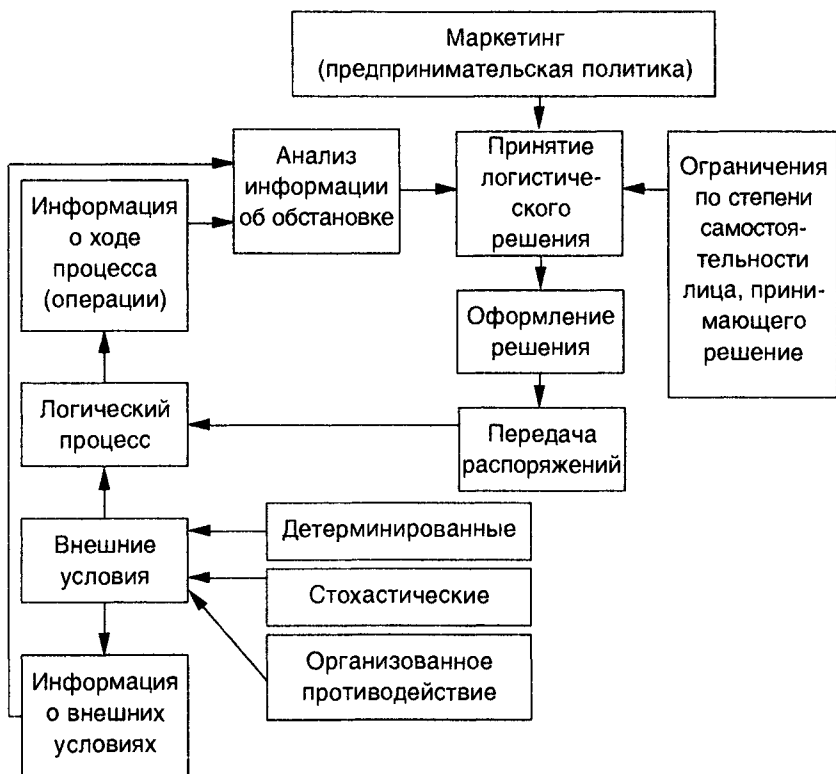 Маркетинг
(предпринимательская политика)
Анализ
информации
об обстановке
Принятие
логистиче-
ского
решения
Ограничения
по степени
самостоя-
тельности
лица, прини-
мающего
решение
Информация
о ходе
процесса
(операции)
Оформление
решения
Логический
процесс
Передача
распоряжений
Внешние
условия
Детерминированные
Стохастические
Организованное
противодействие
Информация
о внешних
условиях